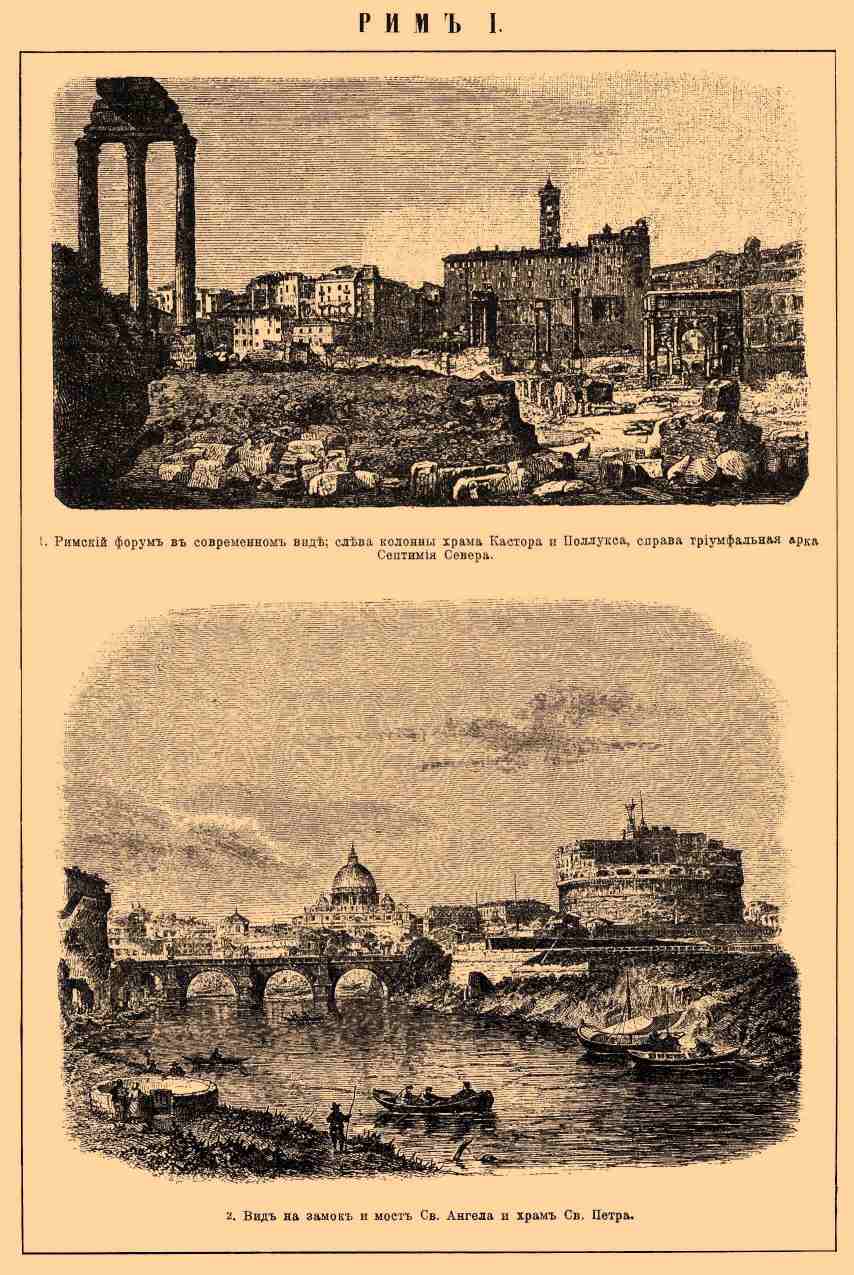 РИМЪ I.
1. Римскій форумъ въ современномъ видѣ; слѣва колонны храма Кастора и Поллукса, справа тріумфальная арка
Септимія Севера.
2. Видъ на замокъ и мостъ Св. Ангела и храмъ Св. Петра.